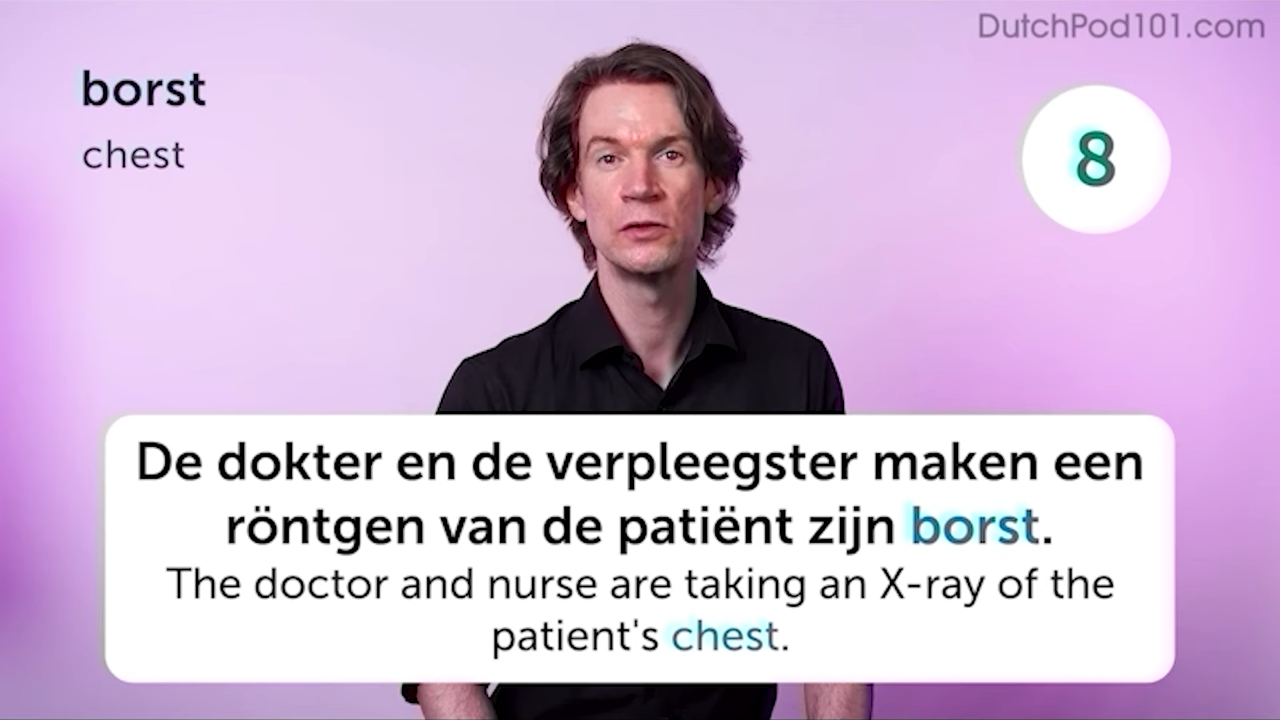 DutchPod101.com
borst
chest
8
De dokter en de verpleegster maken een
röntgen van de patiënt zijn borst.
The doctor and nurse are taking an X-ray of the
patient's chest.